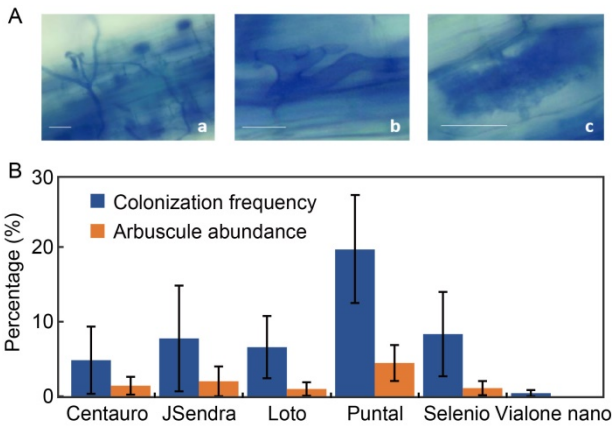 A
a
b
c
B
30
20
10
0
Percentage (%)
Colonization frequency
Arbuscule abundance
Centauro JSendra Loto Puntal Selenio Vialone nano